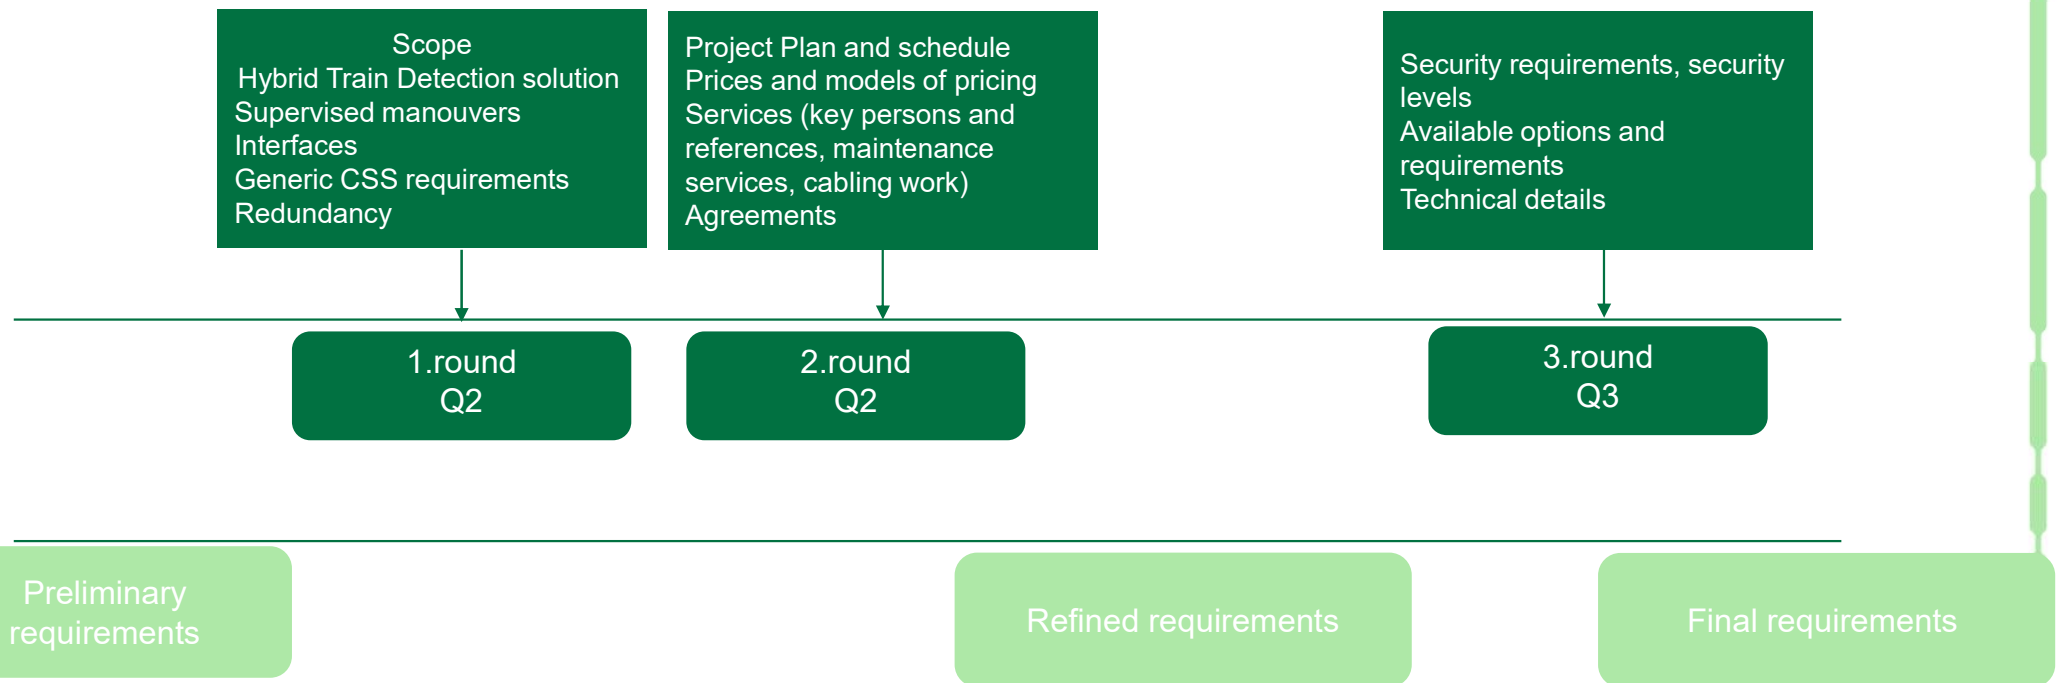 Scope
Hybrid Train Detection solution
Supervised manouvers
Interfaces
Generic CSS requirements
Redundancy
Project Plan and schedule
Prices and models of pricing
Services (key persons and
references, maintenance
services, cabling work)
Agreements
Security requirements, security
levels
Available options and
requirements
Technical details
1.round
Q2
2.round
Q2
3.round
Q3
Preliminary
requirements
Refined requirements
Final requirements